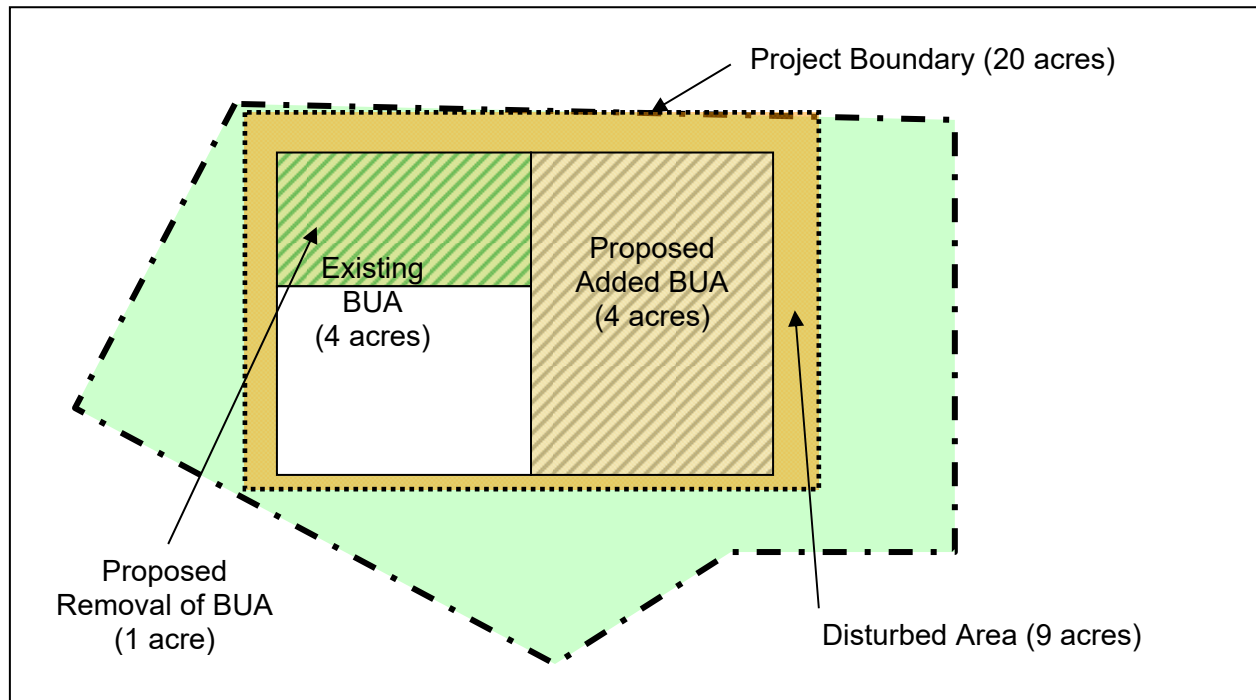 Project Boundary (20 acres)
Existing
BUA
(4 acres)
Proposed
Added BUA
(4 acres)
Proposed
Removal of BUA
(1 acre)
Disturbed Area (9 acres)